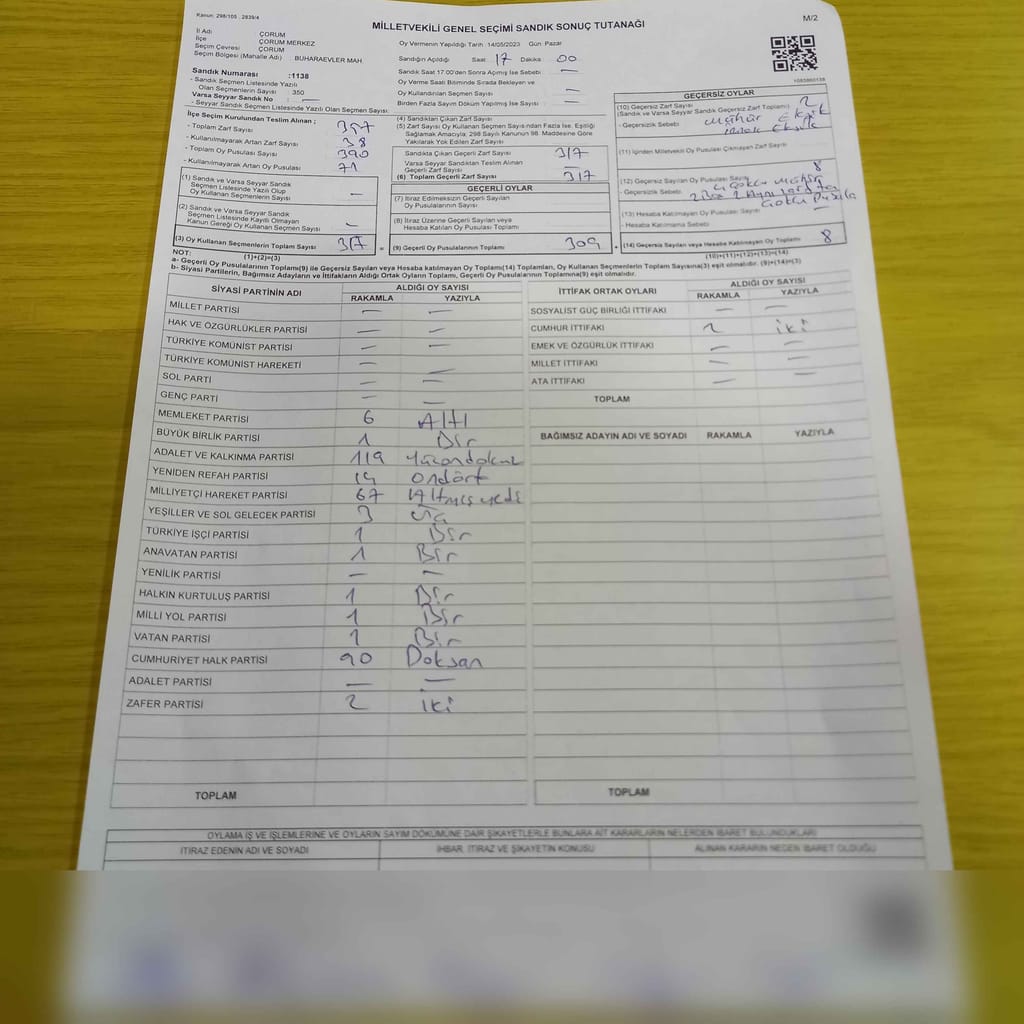 Kanun: 298/105 , 2839/4
MİLLETVEKİLİ GENEL SEÇİMİ SANDIK SONUÇ TUTANAĞI
M/2
İl Adı : ÇORUM
İlçe : ÇORUM MERKEZ
Seçim Çevresi : ÇORUM
Seçim Bölgesi (Mahalle Adı) : BUHARAEVLER MAH.
Sandık Numarası :1138
- Sandık Seçmen Listesinde Yazılı
Olan Seçmenlerin Sayısı : 350
Varsa Seyyar Sandık No : —
- Seyyar Sandık Seçmen Listesinde Yazılı Olan Seçmen Sayısı:
Oy Vermenin Yapıldığı Tarih : 14/05/2023 Gün: Pazar
Sandığın Açıldığı Saat: 17 Dakika: 00
Sandık Saat 17.00'den Sonra Açılmış İse Sebebi : —
Oy Verme Saati Bitiminde Sırada Bekleyen ve
Oy Kullandırılan Seçmen Sayısı : —
Birden Fazla Sayım Döküm Yapılmış İse Sayısı : —
İlçe Seçim Kurulundan Teslim Alınan ;
- Toplam Zarf Sayısı : 357
- Kullanılmayarak Artan Zarf Sayısı : 38
- Toplam Oy Pusulası Sayısı : 390
- Kullanılmayarak Artan Oy Pusulası : 71
(1) Sandık ve Varsa Seyyar Sandık
Seçmen Listesinde Yazılı Olup
Oy Kullanan Seçmenlerin Sayısı : —
(2) Sandık ve Varsa Seyyar Sandık
Seçmen Listesinde Kayıtlı Olmayan
Kanun Gereği Oy Kullanan Seçmen Sayısı : —
(3) Oy Kullanan Seçmenlerin Toplam Sayısı : 317
(1)+(2)=(3)
(4) Sandıktan Çıkan Zarf Sayısı :
(5) Zarf Sayısı Oy Kullanan Seçmen Sayısından Fazla İse, Eşitliği
Sağlamak Amacıyla; 298 Sayılı Kanunun 98. Maddesine Göre
Yakılarak Yok Edilen Zarf Sayısı :
Sandıkta Çıkan Geçerli Zarf Sayısı : 317
Varsa Seyyar Sandıktan Teslim Alınan
Geçerli Zarf Sayısı : —
(6) Toplam Geçerli Zarf Sayısı : 317
GEÇERLİ OYLAR
(7) İtiraz Edilmeksizin Geçerli Sayılan
Oy Pusulası Sayısı
(8) İtiraz Üzerine Geçerli Sayılan veya
Hesaba Katılan Oy Pusulası Toplamı
= (9) Geçerli Oy Pusulalarının Toplamı : 309
GEÇERSİZ OYLAR
(10) Geçersiz Zarf Sayısı : 2
(Sandık ve Varsa Seyyar Sandık Geçersiz Zarf Toplamı)
- Geçersizlik Sebebi : mühür Eksik
(11) İçinden Milletvekili Oy Pusulası Çıkmayan Zarf Sayısı :
(12) Geçersiz Sayılan Oy Pusulası Sayısı : 8
- Geçersizlik Sebebi :
(13) Hesaba Katılmayan Oy Pusulası Sayısı : —
- Hesaba Katılmama Sebebi
+ (14) Geçersiz Sayılan veya Hesaba Katılmayan Oy Toplamı : 8
(10)+(11)+(12)+(13)=(14)
NOT:
a- Geçerli Oy Pusulalarının Toplamı(9) ile Geçersiz Sayılan veya Hesaba katılmayan Oy Toplamı(14) Toplamları, Oy Kullanan Seçmenlerin Toplam Sayısına(3) eşit olmalıdır. (9)+(14)=(3)
b- Siyasi Partilerin, Bağımsız Adayların ve İttifakların Aldığı Ortak Oyların Toplamı, Geçerli Oy Pusulalarının Toplamına(9) eşit olmalıdır.
SİYASİ PARTİNİN ADI ALDIĞI OY SAYISI
RAKAMLA YAZIYLA
MİLLET PARTİSİ — —
HAK VE ÖZGÜRLÜKLER PARTİSİ — —
TÜRKİYE KOMÜNİST PARTİSİ — —
TÜRKİYE KOMÜNİST HAREKETİ — —
SOL PARTİ — —
GENÇ PARTİ — —
MEMLEKET PARTİSİ 6 Altı
BÜYÜK BİRLİK PARTİSİ 1 Bir
ADALET VE KALKINMA PARTİSİ 119 Yüzondokuz
YENİDEN REFAH PARTİSİ 14 Ondört
MİLLİYETÇİ HAREKET PARTİSİ 67 Altmışyedi
YEŞİLLER VE SOL GELECEK PARTİSİ 3 Üç
TÜRKİYE İŞÇİ PARTİSİ 1 Bir
ANAVATAN PARTİSİ 1 Bir
YENİLİK PARTİSİ — —
HALKIN KURTULUŞ PARTİSİ 1 Bir
MİLLİ YOL PARTİSİ 1 Bir
VATAN PARTİSİ 1 Bir
CUMHURİYET HALK PARTİSİ 90 Doksan
ADALET PARTİSİ — —
ZAFER PARTİSİ 2 iki
TOPLAM
İTTİFAK ORTAK OYLARI ALDIĞI OY SAYISI
RAKAMLA YAZIYLA
SOSYALİST GÜÇ BİRLİĞİ İTTİFAKI — —
CUMHUR İTTİFAKI 2 iki
EMEK VE ÖZGÜRLÜK İTTİFAKI — —
MİLLET İTTİFAKI — —
ATA İTTİFAKI — —
TOPLAM
BAĞIMSIZ ADAYIN ADI VE SOYADI RAKAMLA YAZIYLA
TOPLAM
OYLAMA İŞ VE İŞLEMLERİNE VE OYLARIN SAYIM DÖKÜMÜNE DAİR ŞİKAYETLERLE BUNLARA AİT KARARLARIN NELERDEN İBARET BULUNDUKLARI
İTİRAZ EDENİN ADI VE SOYADI
İHBAR, İTİRAZ VE ŞİKAYETİN KONUSU
ALINAN KARARIN NEDEN İBARET OLDUĞU